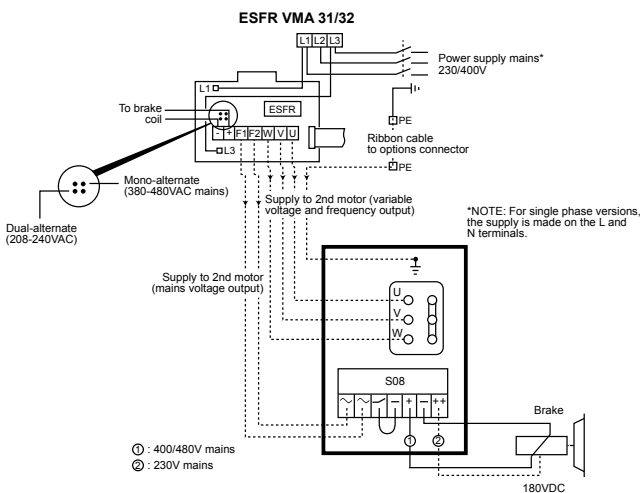 ESFR VMA 31/32
L1 L2 L3
Power supply mains*
230/400V
L1
ESFR
To brake
coil
- + F1 F2 W V U
L3
PE
Ribbon cable
to options connector
PE
Mono-alternate
(380-480VAC mains)
Dual-alternate
(208-240VAC)
Supply to 2nd motor (variable
voltage and frequency output)
*NOTE: For single phase versions,
the supply is made on the L and
N terminals.
Supply to 2nd motor
(mains voltage output)
U
V
W
S08
+ — ++
Brake
1 2
1 : 400/480V mains
2 : 230V mains
180VDC